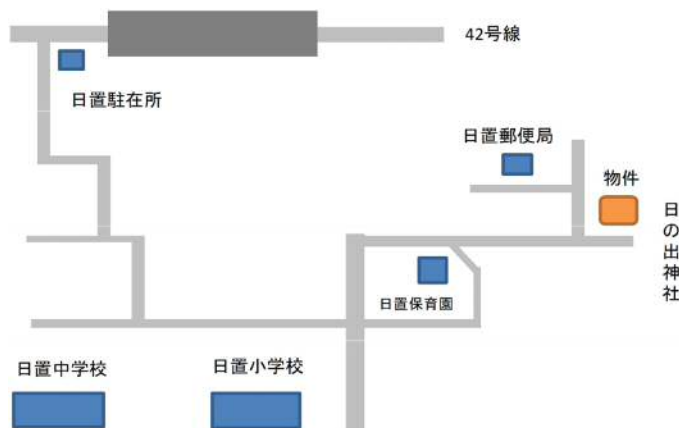 42号線
日置駐在所
日置郵便局
物件
日の出神社
日置保育園
日置中学校
日置小学校